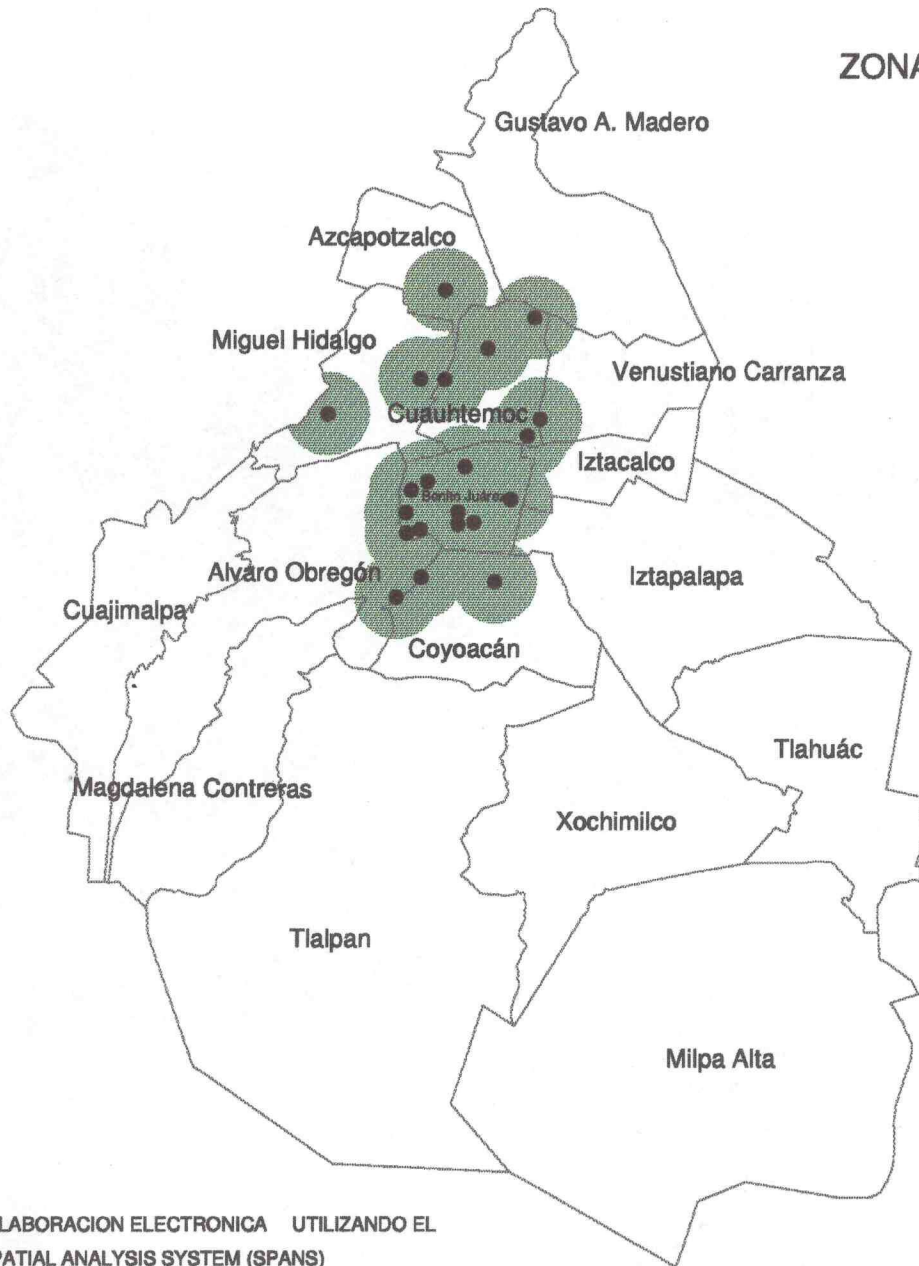 ZONA
Gustavo A. Madero
Azcapotzalco
Miguel Hidalgo
Venustiano Carranza
Cuauhtemoc
Iztacalco
Benito Juárez
Alvaro Obregón
Iztapalapa
Cuajimalpa
Coyoacán
Tlahuác
Magdalena Contreras
Xochimilco
Tlalpan
Milpa Alta
LABORACION ELECTRONICA UTILIZANDO EL
PATIAL ANALYSIS SYSTEM (SPANS)